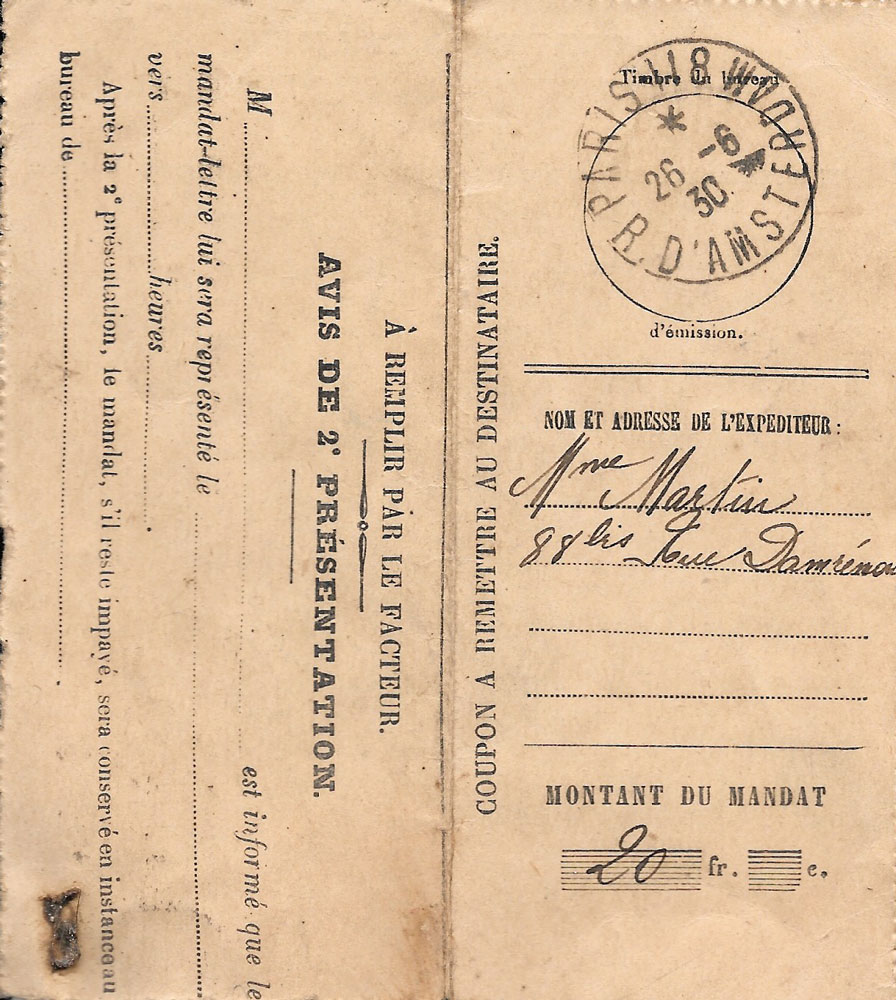 À REMPLIR PAR LE FACTEUR.
AVIS DE 2e PRÉSENTATION.
M est informé que le
mandat-lettre lui sera représenté le
vers heures
Après la 2e présentation, le mandat, s'il reste impayé, sera conservé en instance au
bureau de .
COUPON A REMETTRE AU DESTINATAIRE.
Timbre du bureau
PARIS 118 R. D'AMSTERDAM
*
26 -6
30
d'émission.
NOM ET ADRESSE DE L'EXPEDITEUR :
Mme Martin
88 bis Rue Damrémo
MONTANT DU MANDAT
20 fr. c.